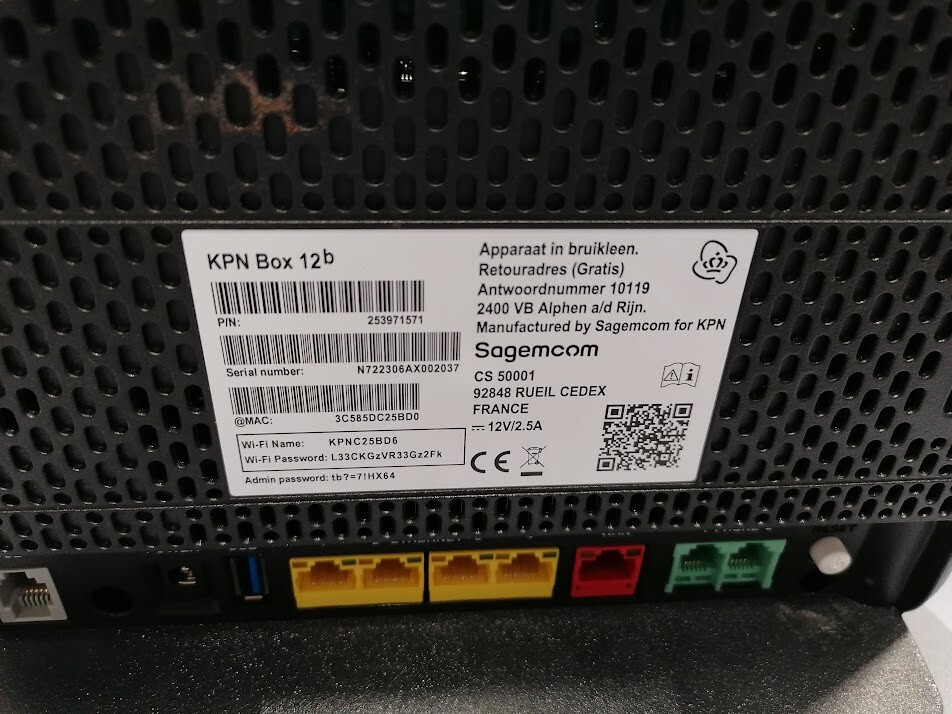 KPN Box 12b
P/N: 253971571
Serial number: N722306AX002037
@MAC: 3C585DC25BD0
Wi-Fi Name: KPNC25BD6
Wi-Fi Password: L33CKGzVR33Gz2Fk
Admin password: tb?=7!HX64
Apparaat in bruikleen.
Retouradres (Gratis)
Antwoordnummer 10119
2400 VB Alphen a/d Rijn.
Manufactured by Sagemcom for KPN
Sagemcom
CS 50001
92848 RUEIL CEDEX
FRANCE
12V/2.5A
CE